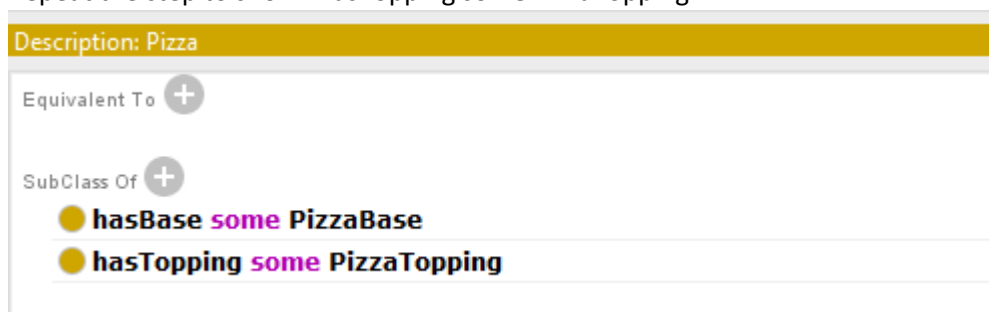 Description: Pizza
Equivalent To
SubClass Of
hasBase some PizzaBase
hasTopping some PizzaTopping